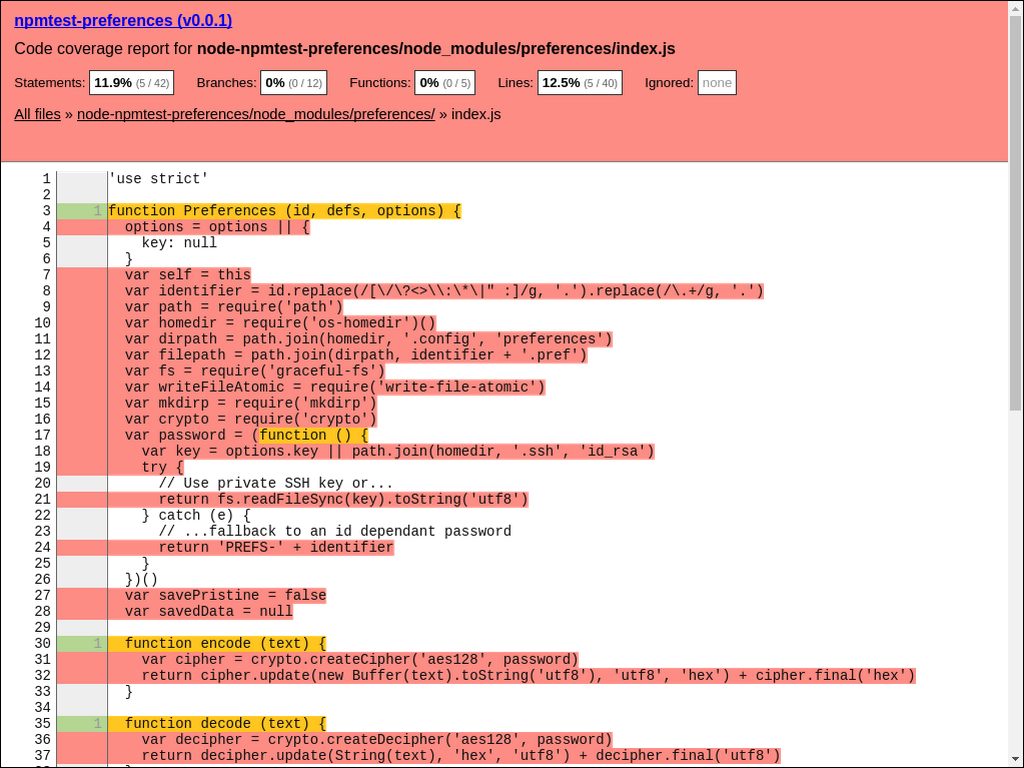 npmtest-preferences (v0.0.1)
Code coverage report for node-npmtest-preferences/node_modules/preferences/index.js
Statements: 11.9% (5 / 42) Branches: 0% (0 / 12) Functions: 0% (0 / 5) Lines: 12.5% (5 / 40) Ignored: none
All files » node-npmtest-preferences/node_modules/preferences/ » index.js
1 'use strict'
2
3 1 function Preferences (id, defs, options) {
4   options = options || {
5     key: null
6   }
7   var self = this
8   var identifier = id.replace(/[\/\?<>\\:\*\|" :]/g, '.').replace(/\.+/g, '.')
9   var path = require('path')
10   var homedir = require('os-homedir')()
11   var dirpath = path.join(homedir, '.config', 'preferences')
12   var filepath = path.join(dirpath, identifier + '.pref')
13   var fs = require('graceful-fs')
14   var writeFileAtomic = require('write-file-atomic')
15   var mkdirp = require('mkdirp')
16   var crypto = require('crypto')
17   var password = (function () {
18     var key = options.key || path.join(homedir, '.ssh', 'id_rsa')
19     try {
20       // Use private SSH key or...
21       return fs.readFileSync(key).toString('utf8')
22     } catch (e) {
23       // ...fallback to an id dependant password
24       return 'PREFS-' + identifier
25     }
26   })()
27   var savePristine = false
28   var savedData = null
29
30 1   function encode (text) {
31     var cipher = crypto.createCipher('aes128', password)
32     return cipher.update(new Buffer(text).toString('utf8'), 'utf8', 'hex') + cipher.final('hex')
33   }
34
35 1   function decode (text) {
36     var decipher = crypto.createDecipher('aes128', password)
37     return decipher.update(String(text), 'hex', 'utf8') + decipher.final('utf8')